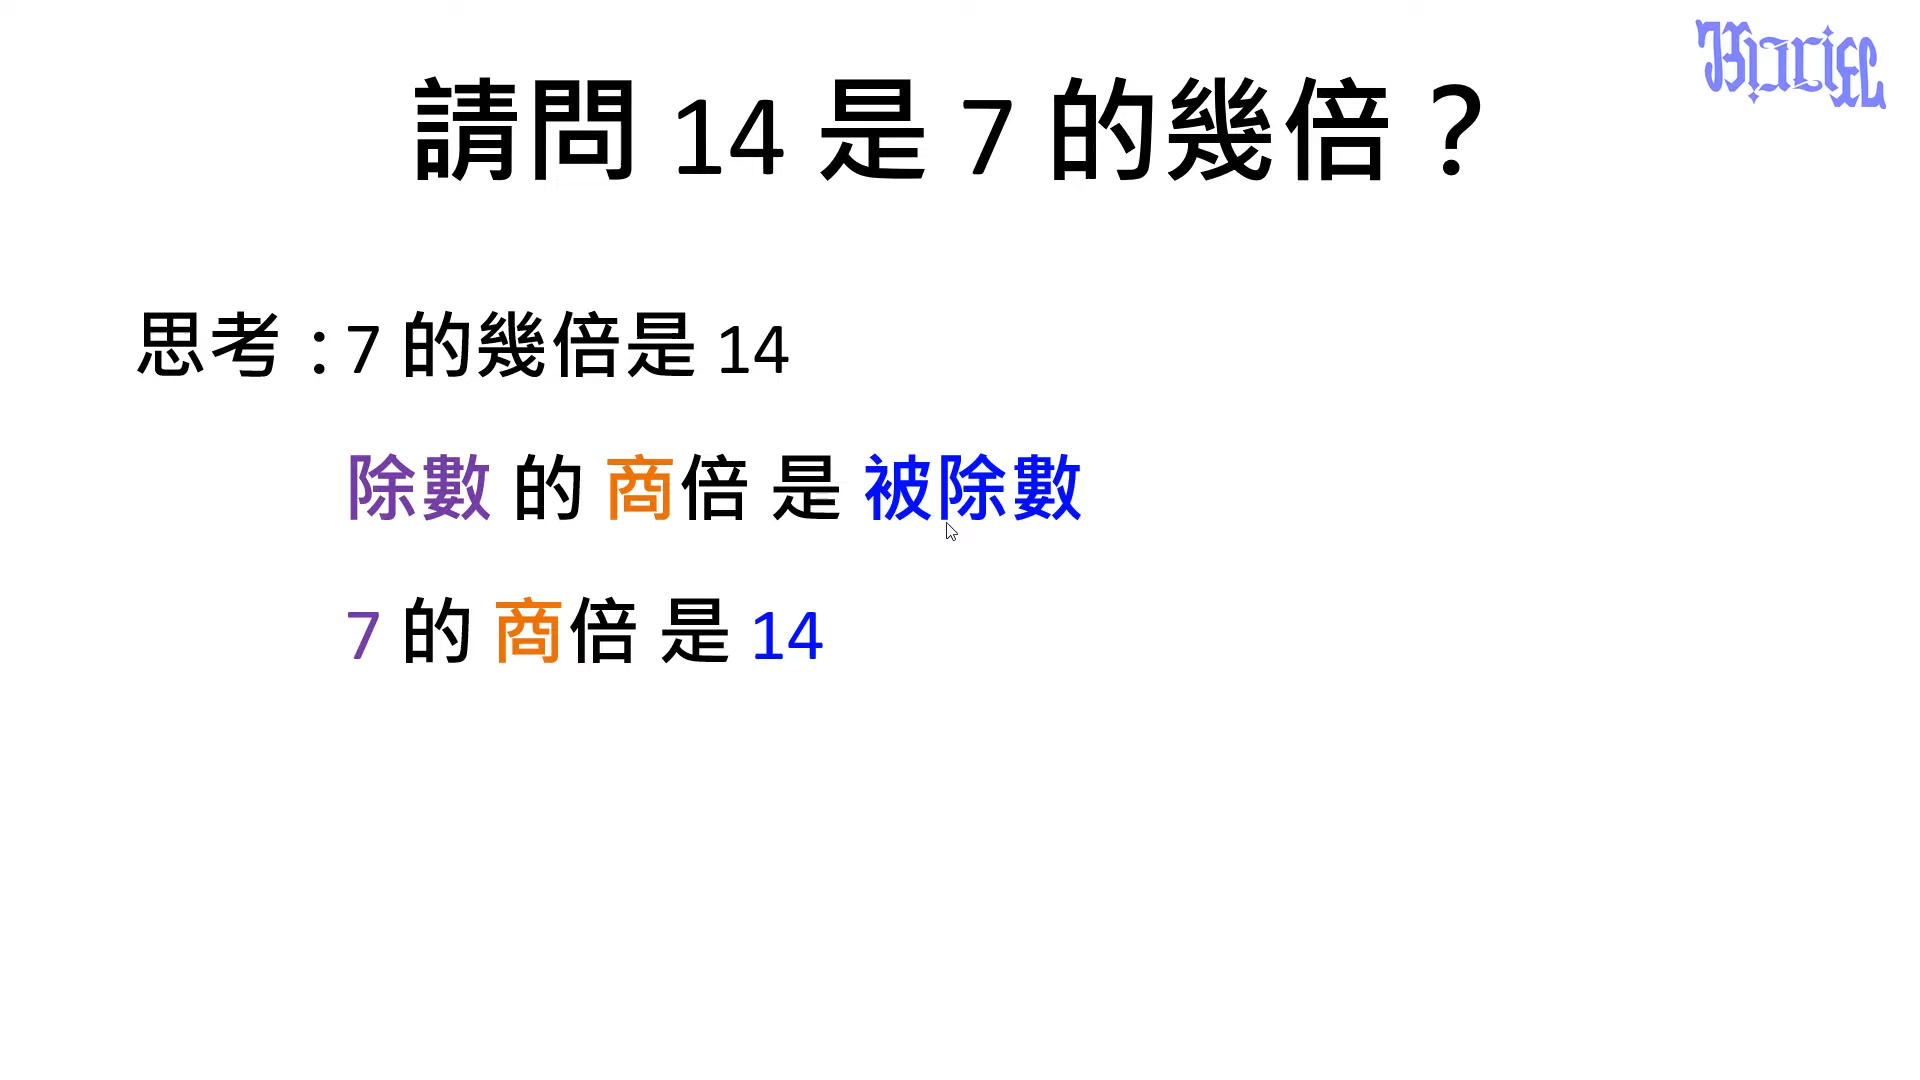 請問 14 是 7 的幾倍？
思考：7 的幾倍是 14
除數 的 商倍 是 被除數
7 的 商倍 是 14